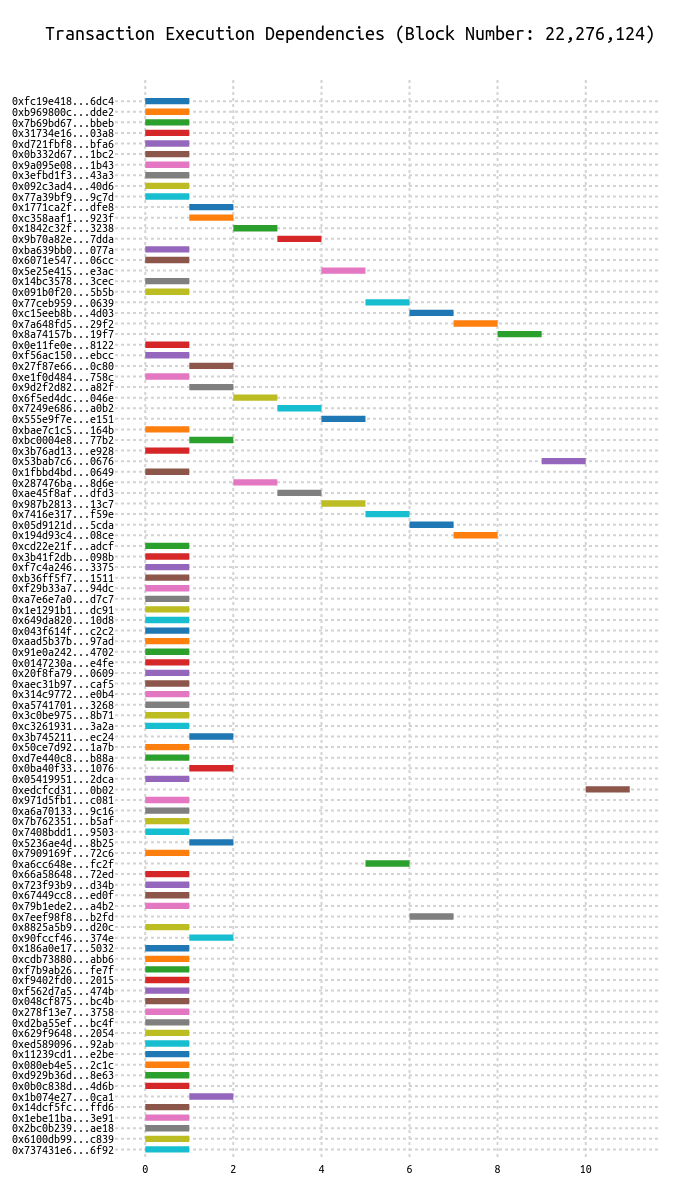 Transaction Execution Dependencies (Block Number: 22,276,124)
0xfc19e418...6dc4
0xb969800c...dde2
0x7b69bd67...bbeb
0x31734e16...03a8
0xd721fbf8...bfa6
0x0b332d67...1bc2
0x9a095e08...1b43
0x3efbd1f3...43a3
0x092c3ad4...40d6
0x77a39bf9...9c7d
0x1771ca2f...dfe8
0xc358aaf1...923f
0x1842c32f...3238
0x9b70a82e...7dda
0xba639bb0...077a
0x6071e547...06cc
0x5e25e415...e3ac
0x14bc3578...3cec
0x091b0f20...5b5b
0x77ceb959...0639
0xc15eeb8b...4d03
0x7a648fd5...29f2
0x8a74157b...19f7
0x0e11fe0e...8122
0xf56ac150...ebcc
0x27f87e66...0c80
0xe1f0d484...758c
0x9d2f2d82...a82f
0x6f5ed4dc...046e
0x7249e686...a0b2
0x555e9f7e...e151
0xbae7c1c5...164b
0xbc0004e8...77b2
0x3b76ad13...e928
0x53bab7c6...0676
0x1fbbd4bd...0649
0x287476ba...8d6e
0xae45f8af...dfd3
0x987b2813...13c7
0x7416e317...f59e
0x05d9121d...5cda
0x194d93c4...08ce
0xcd22e21f...adcf
0x3b41f2db...098b
0xf7c4a246...3375
0xb36ff5f7...1511
0xf29b33a7...94dc
0xa7e6e7a0...d7c7
0x1e1291b1...dc91
0x649da820...10d8
0x043f614f...c2c2
0xaad5b37b...97ad
0x91e0a242...4702
0x0147230a...e4fe
0x20f8fa79...0609
0xaec31b97...caf5
0x314c9772...e0b4
0xa5741701...3268
0x3c0be975...8b71
0xc3261931...3a2a
0x3b745211...ec24
0x50ce7d92...1a7b
0xd7e440c8...b88a
0x0ba40f33...1076
0x05419951...2dca
0xedcfcd31...0b02
0x971d5fb1...c081
0xa6a70133...9c16
0x7b762351...b5af
0x7408bdd1...9503
0x5236ae4d...8b25
0x7909169f...72c6
0xa6cc648e...fc2f
0x66a58648...72ed
0x723f93b9...d34b
0x67449cc8...ed0f
0x79b1ede2...a4b2
0x7eef98f8...b2fd
0x8825a5b9...d20c
0x90fccf46...374e
0x186a0e17...5032
0xcdb73880...abb6
0xf7b9ab26...fe7f
0xf9402fd0...2015
0xf562d7a5...474b
0x048cf875...bc4b
0x278f13e7...3758
0xd2ba55ef...bc4f
0x629f9648...2054
0xed589096...92ab
0x11239cd1...e2be
0x080eb4e5...2c1c
0xd929b36d...8e63
0x0b0c838d...4d6b
0x1b074e27...0ca1
0x14dcf5fc...ffd6
0x1ebe11ba...3e91
0x2bc0b239...ae18
0x6100db99...c839
0x737431e6...6f92
0 2 4 6 8 10